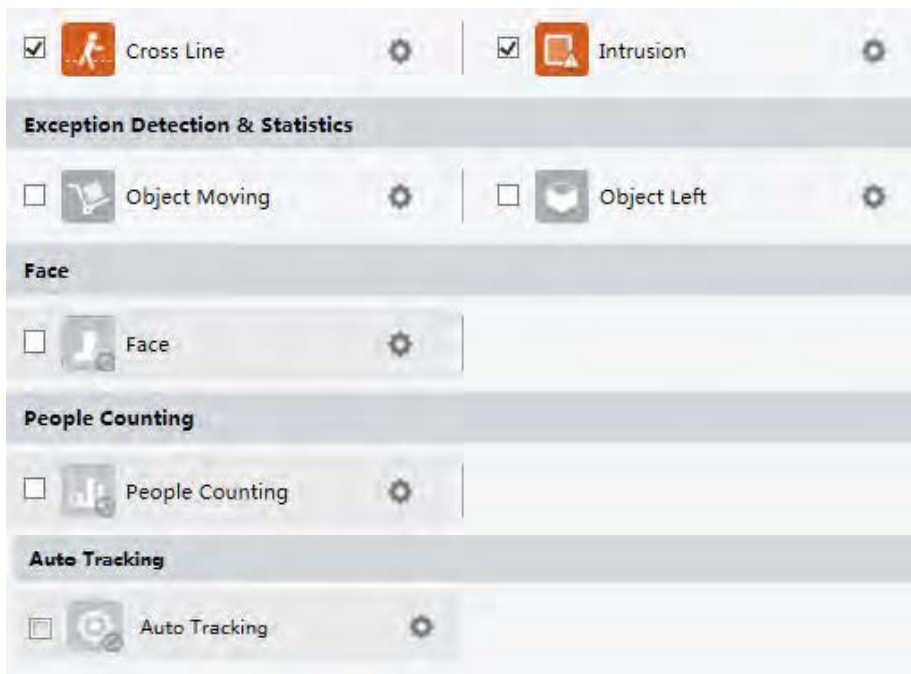 Cross Line
Intrusion
Exception Detection & Statistics
Object Moving
Object Left
Face
Face
People Counting
People Counting
Auto Tracking
Auto Tracking